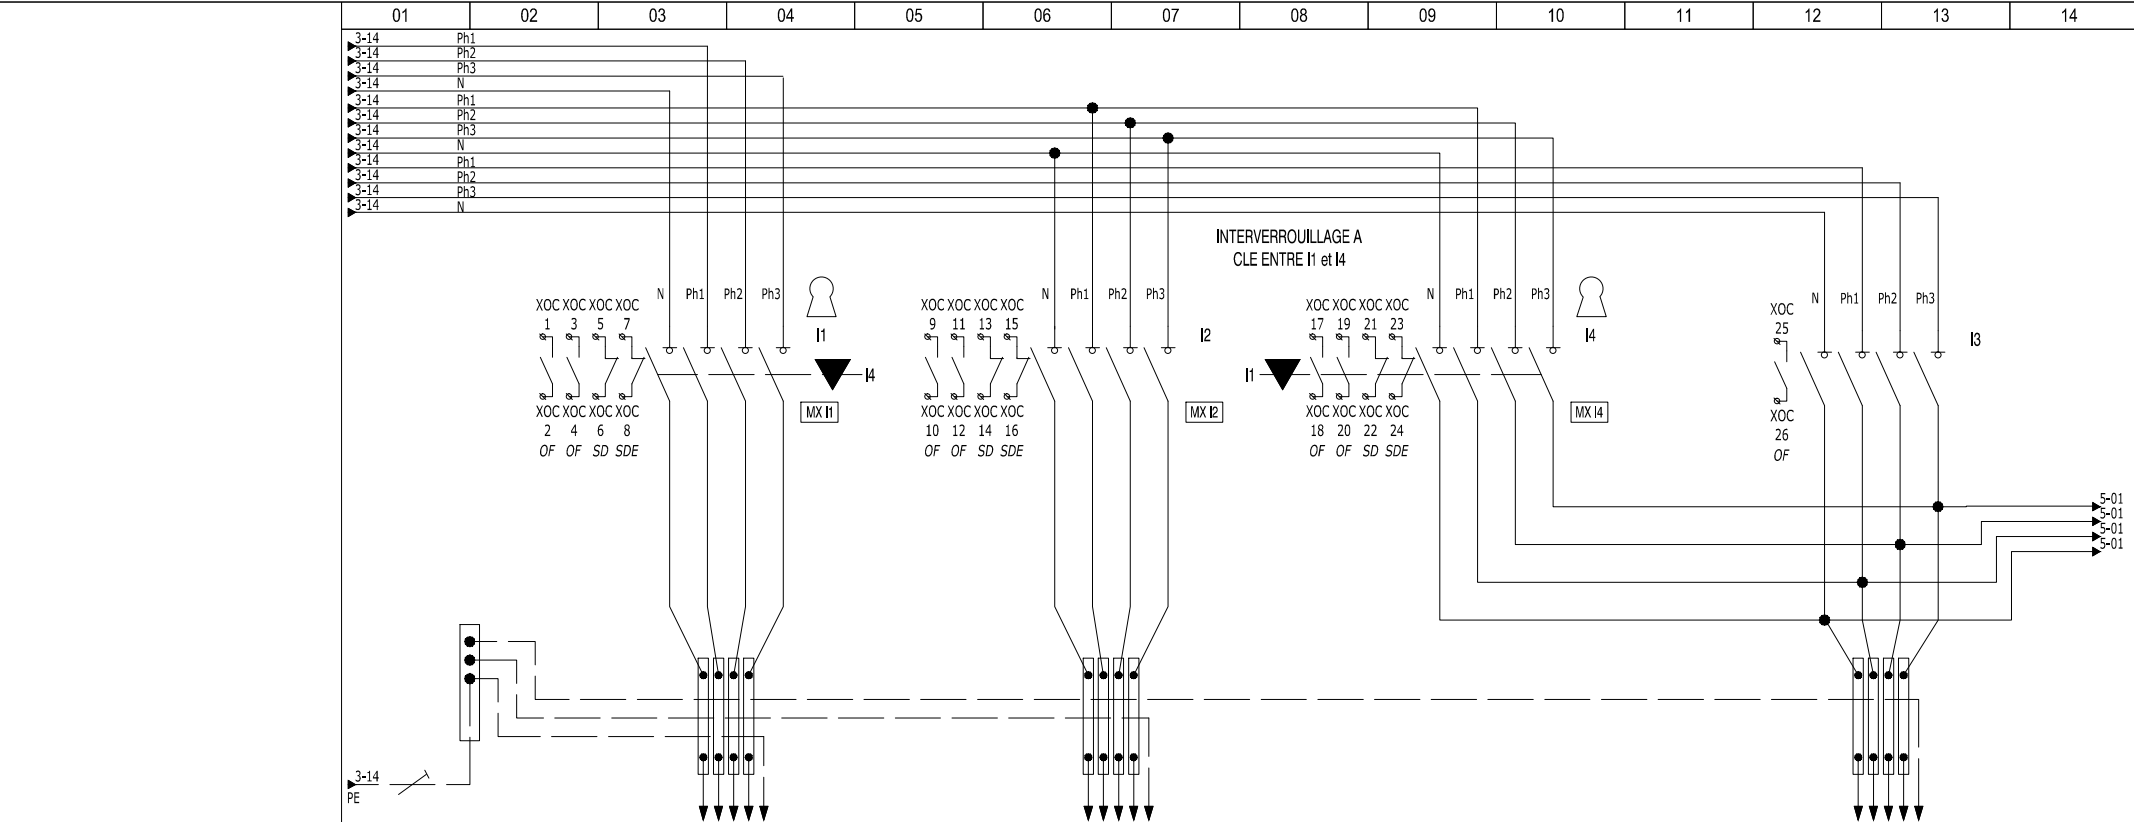 01 02 03 04 05 06 07 08 09 10 11 12 13 14
3-14 Ph1
3-14 Ph2
3-14 Ph3
3-14 N
3-14 Ph1
3-14 Ph2
3-14 Ph3
3-14 N
3-14 Ph1
3-14 Ph2
3-14 Ph3
3-14 N
INTERVERROUILLAGE A
CLE ENTRE I1 et I4
N Ph1 Ph2 Ph3 N Ph1 Ph2 Ph3 N Ph1 Ph2 Ph3 N Ph1 Ph2 Ph3
XOC XOC XOC XOC XOC XOC XOC XOC XOC XOC XOC XOC XOC
1 3 5 7 I1 9 11 13 15 I2 17 19 21 23 I4 25 I3
I4 I1
XOC XOC XOC XOC MX I1 XOC XOC XOC XOC MX I2 XOC XOC XOC XOC MX I4 XOC
2 4 6 8 10 12 14 16 18 20 22 24 26
OF OF SD SDE OF OF SD SDE OF OF SD SDE OF
5-01
5-01
5-01
5-01
3-14
PE